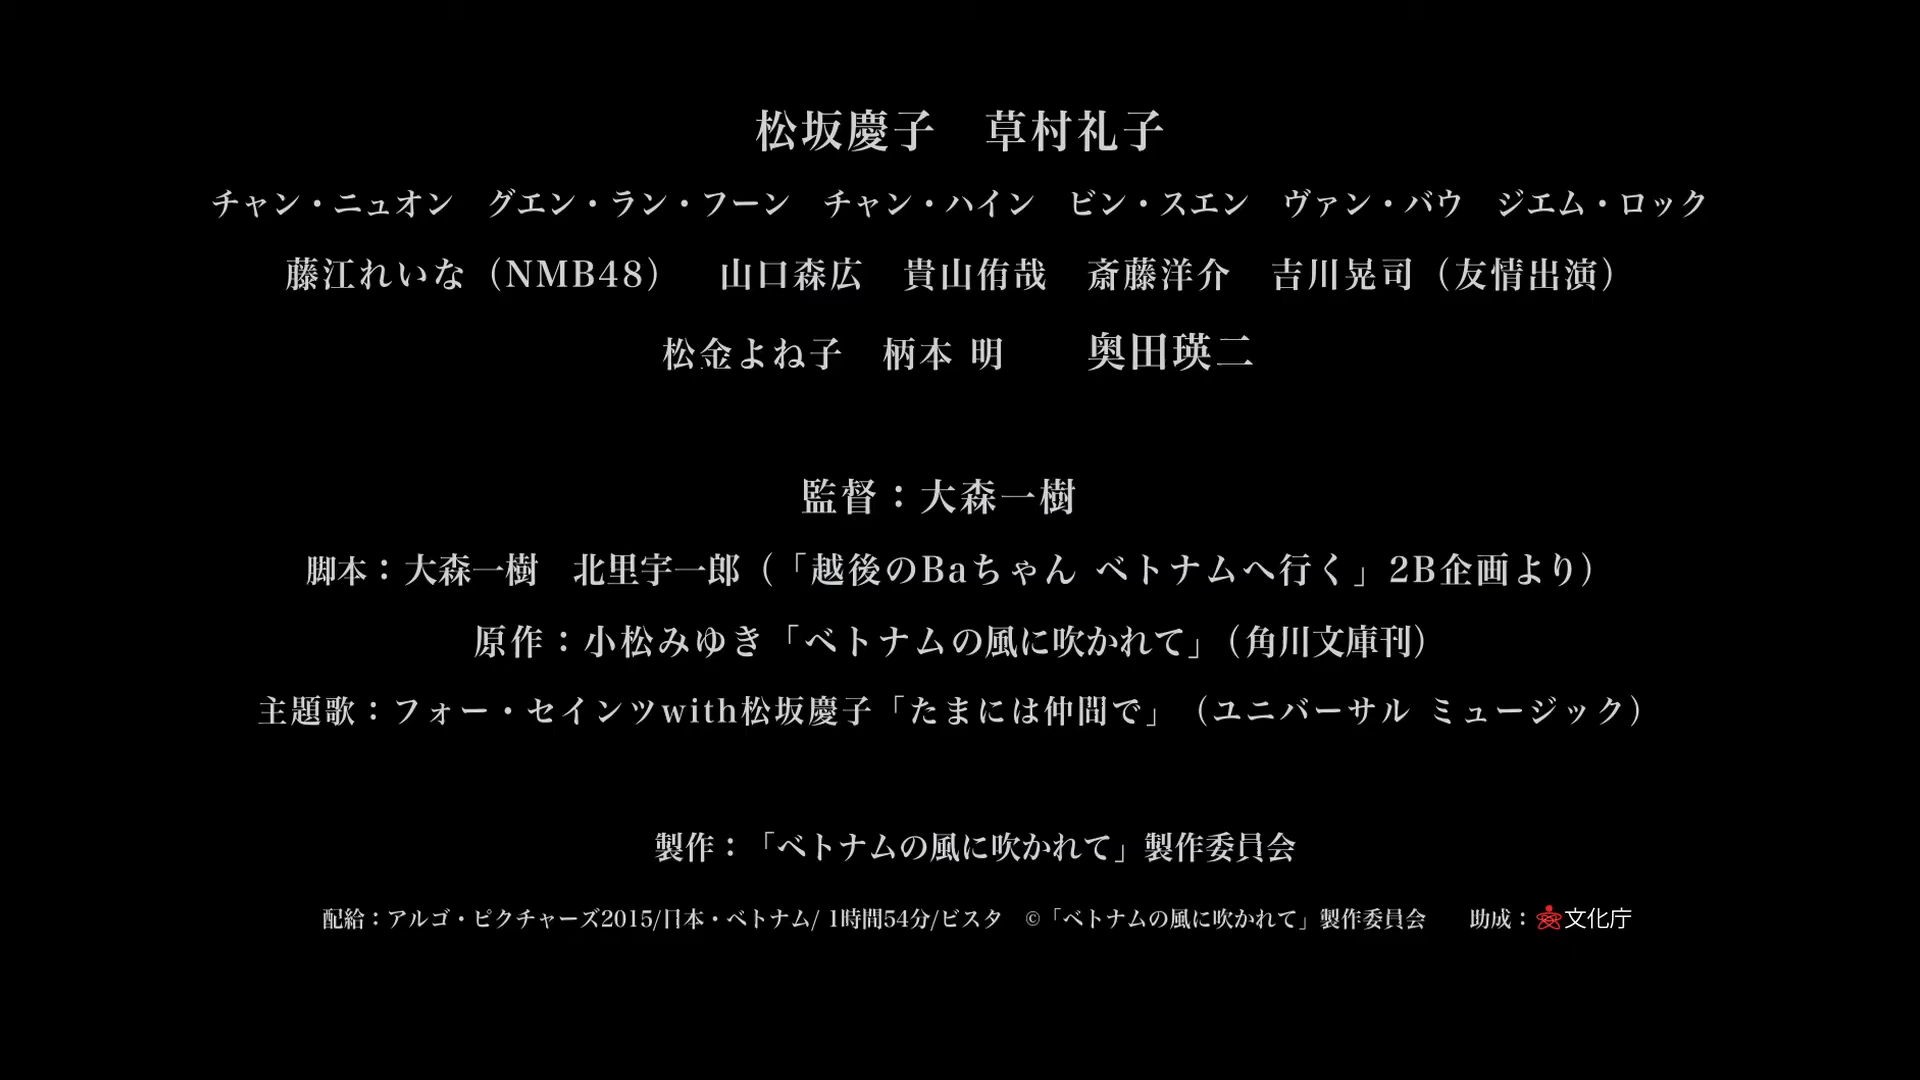 松坂慶子　草村礼子
チャン・ニュオン　グエン・ラン・フーン　チャン・ハイン　ビン・スエン　ヴァン・バウ　ジエム・ロック
藤江れいな（NMB48）　山口森広　貴山侑哉　斎藤洋介　吉川晃司（友情出演）
松金よね子　柄本 明　　奥田瑛二
監督：大森一樹
脚本：大森一樹　北里宇一郎（「越後のBaちゃん ベトナムへ行く」2B企画より）
原作：小松みゆき「ベトナムの風に吹かれて」（角川文庫刊）
主題歌：フォー・セインツwith松坂慶子「たまには仲間で」（ユニバーサル ミュージック）
製作：「ベトナムの風に吹かれて」製作委員会
配給：アルゴ・ピクチャーズ2015/日本・ベトナム/ 1時間54分/ビスタ　©「ベトナムの風に吹かれて」製作委員会　　助成：文化庁